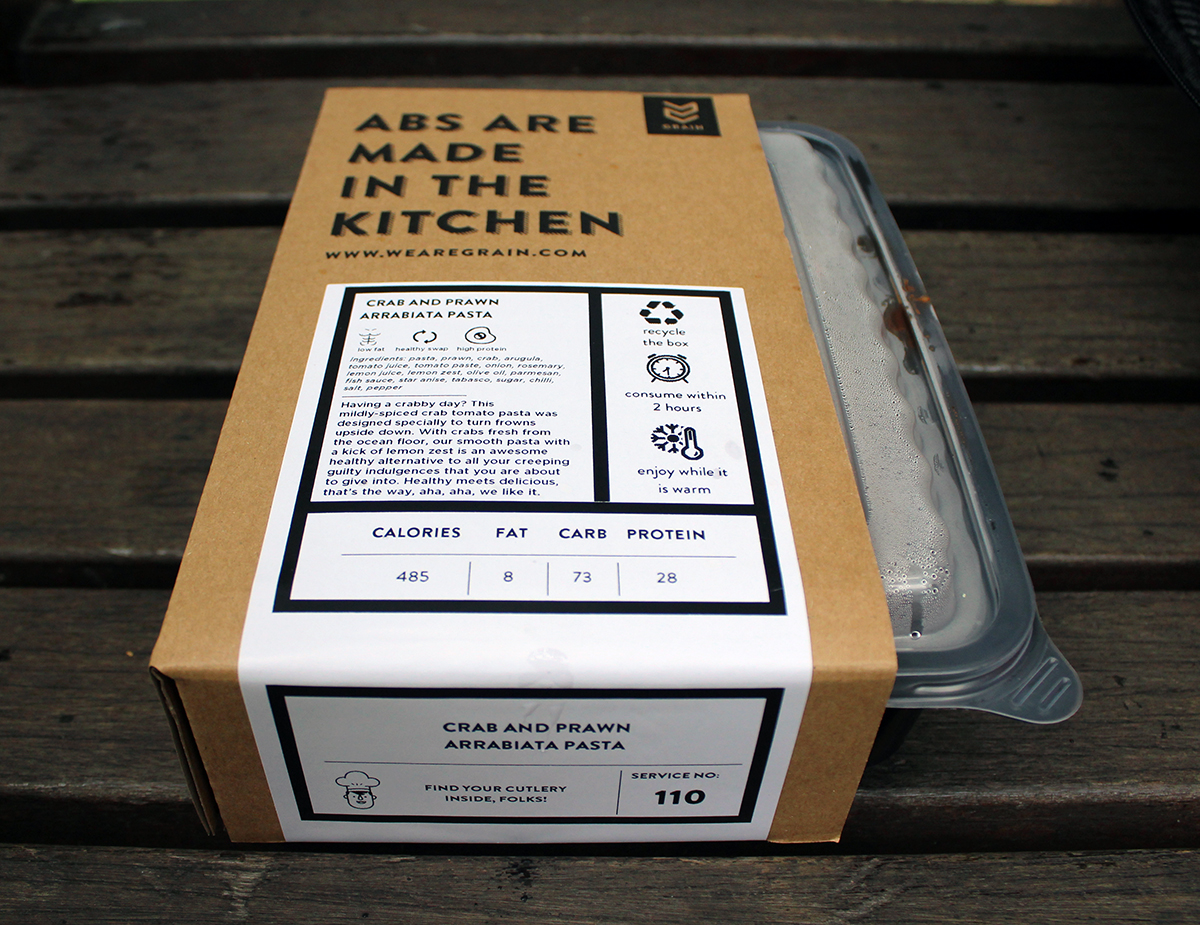 ABS ARE
MADE
IN THE
KITCHEN
WWW.WEAREGRAIN.COM
GRAIN
CRAB AND PRAWN
ARRABIATA PASTA
low fat healthy swap high protein
Ingredients: pasta, prawn, crab, arugula,
tomato juice, tomato paste, onion, rosemary,
lemon juice, lemon zest, olive oil, parmesan,
fish sauce, star anise, tabasco, sugar, chilli,
salt, pepper
Having a crabby day? This
mildly-spiced crab tomato pasta was
designed specially to turn frowns
upside down. With crabs fresh from
the ocean floor, our smooth pasta with
a kick of lemon zest is an awesome
healthy alternative to all your creeping
guilty indulgences that you are about
to give into. Healthy meets delicious,
that's the way, aha, aha, we like it.
recycle
the box
consume within
2 hours
enjoy while it
is warm
CALORIES FAT CARB PROTEIN
485 8 73 28
CRAB AND PRAWN
ARRABIATA PASTA
FIND YOUR CUTLERY
INSIDE, FOLKS!
SERVICE NO:
110